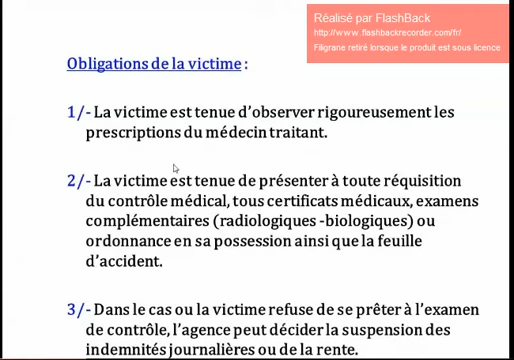 Réalisé par FlashBack
http://www.flashbackrecorder.com/fr/
Filigrane retiré lorsque le produit est sous licence
Obligations de la victime :
1/- La victime est tenue d'observer rigoureusement les
prescriptions du médecin traitant.
2/- La victime est tenue de présenter à toute réquisition
du contrôle médical, tous certificats médicaux, examens
complémentaires (radiologiques -biologiques) ou
ordonnance en sa possession ainsi que la feuille
d'accident.
3/- Dans le cas ou la victime refuse de se prêter à l'examen
de contrôle, l'agence peut décider la suspension des
indemnités journalières ou de la rente.